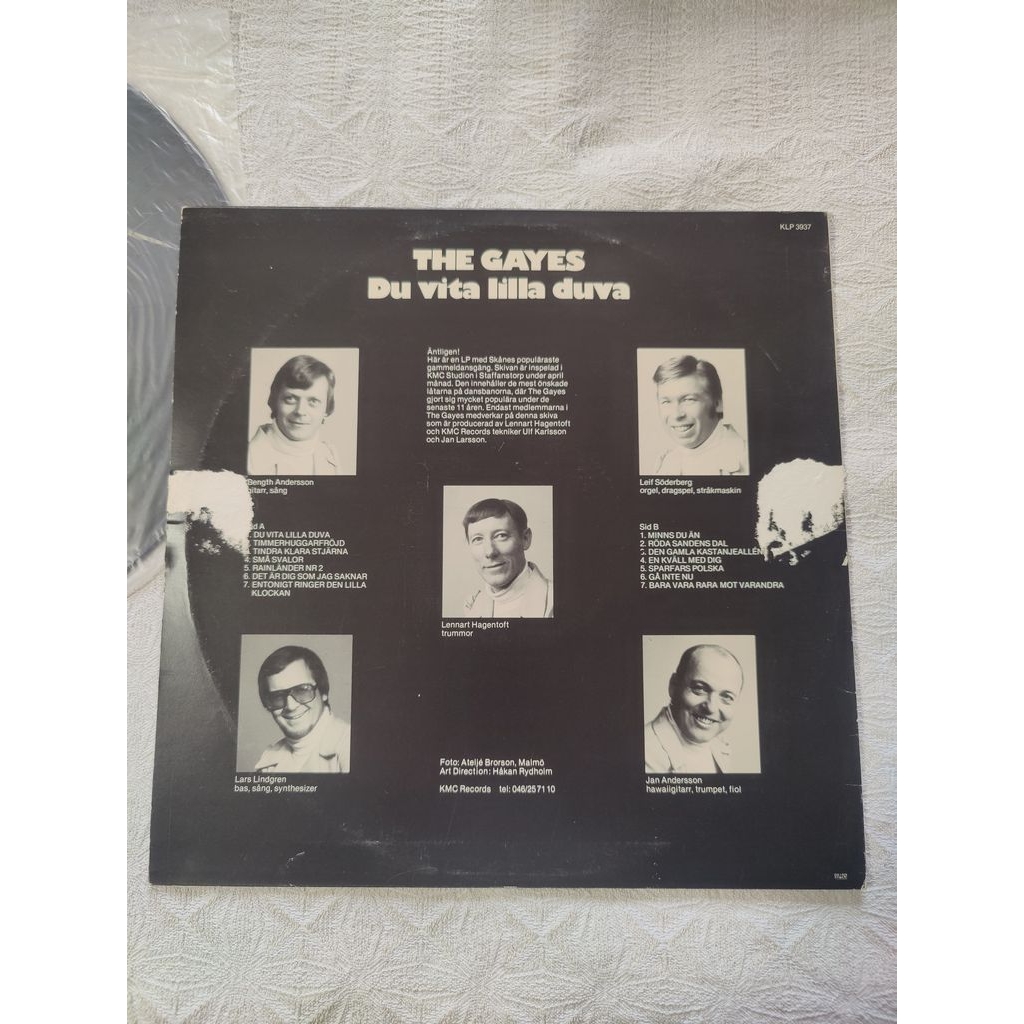 KLP 3937
THE GAYES
Du vita lilla duva
Äntligen!
Här är en LP med Skånes populäraste
gammeldansgäng. Skivan är inspelad i
KMC Studion i Staffanstorp under april
månad. Den innehåller de mest önskade
låtarna på dansbanorna, där The Gayes
gjort sig mycket populära under de
senaste 11 åren. Endast medlemmarna i
The Gayes medverkar på denna skiva
som är producerad av Lennart Hagentoft
och KMC Records tekniker Ulf Karlsson
och Jan Larsson.
Bength Andersson
gitarr, sång
Leif Söderberg
orgel, dragspel, stråkmaskin
DU VITA LILLA DUVA
TIMMERHUGGARFRÖJD
TINDRA KLARA STJÄRNA
4. SMÅ SVALOR
5. RAINLÄNDER NR 2
6. DET ÄR DIG SOM JAG SAKNAR
7. ENTONIGT RINGER DEN LILLA
KLOCKAN
Sid B
1. MINNS DU ÄN
2. RÖDA SANDENS DAL
3. DEN GAMLA KASTANJEALLÉN
4. EN KVÄLL MED DIG
5. SPARFARS POLSKA
6. GÅ INTE NU
7. BARA VARA RARA MOT VARANDRA
Lennart Hagentoft
trummor
Lars Lindgren
bas, sång, synthesizer
Foto: Ateljé Brorson, Malmö
Art Direction: Håkan Rydholm
KMC Records tel: 046/25 71 10
Jan Andersson
hawaiigitarr, trumpet, fiol